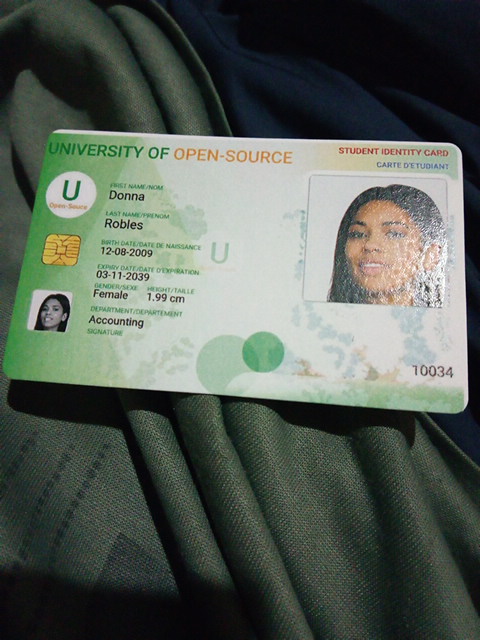 UNIVERSITY OF OPEN-SOURCE
STUDENT IDENTITY CARD
CARTE D'ETUDIANT
U
Open-Souce
FIRST NAME/NOM
Donna
LAST NAME/PRENOM
Robles
BIRTH DATE/DATE DE NAISSANCE
12-08-2009
U
EXPIRY DATE/DATE D'EXPIRATION
03-11-2039
GENDER/SEXE HEIGHT/TAILLE
Female 1.99 cm
DEPARTMENT/DEPARTEMENT
Accounting
SIGNATURE
10034